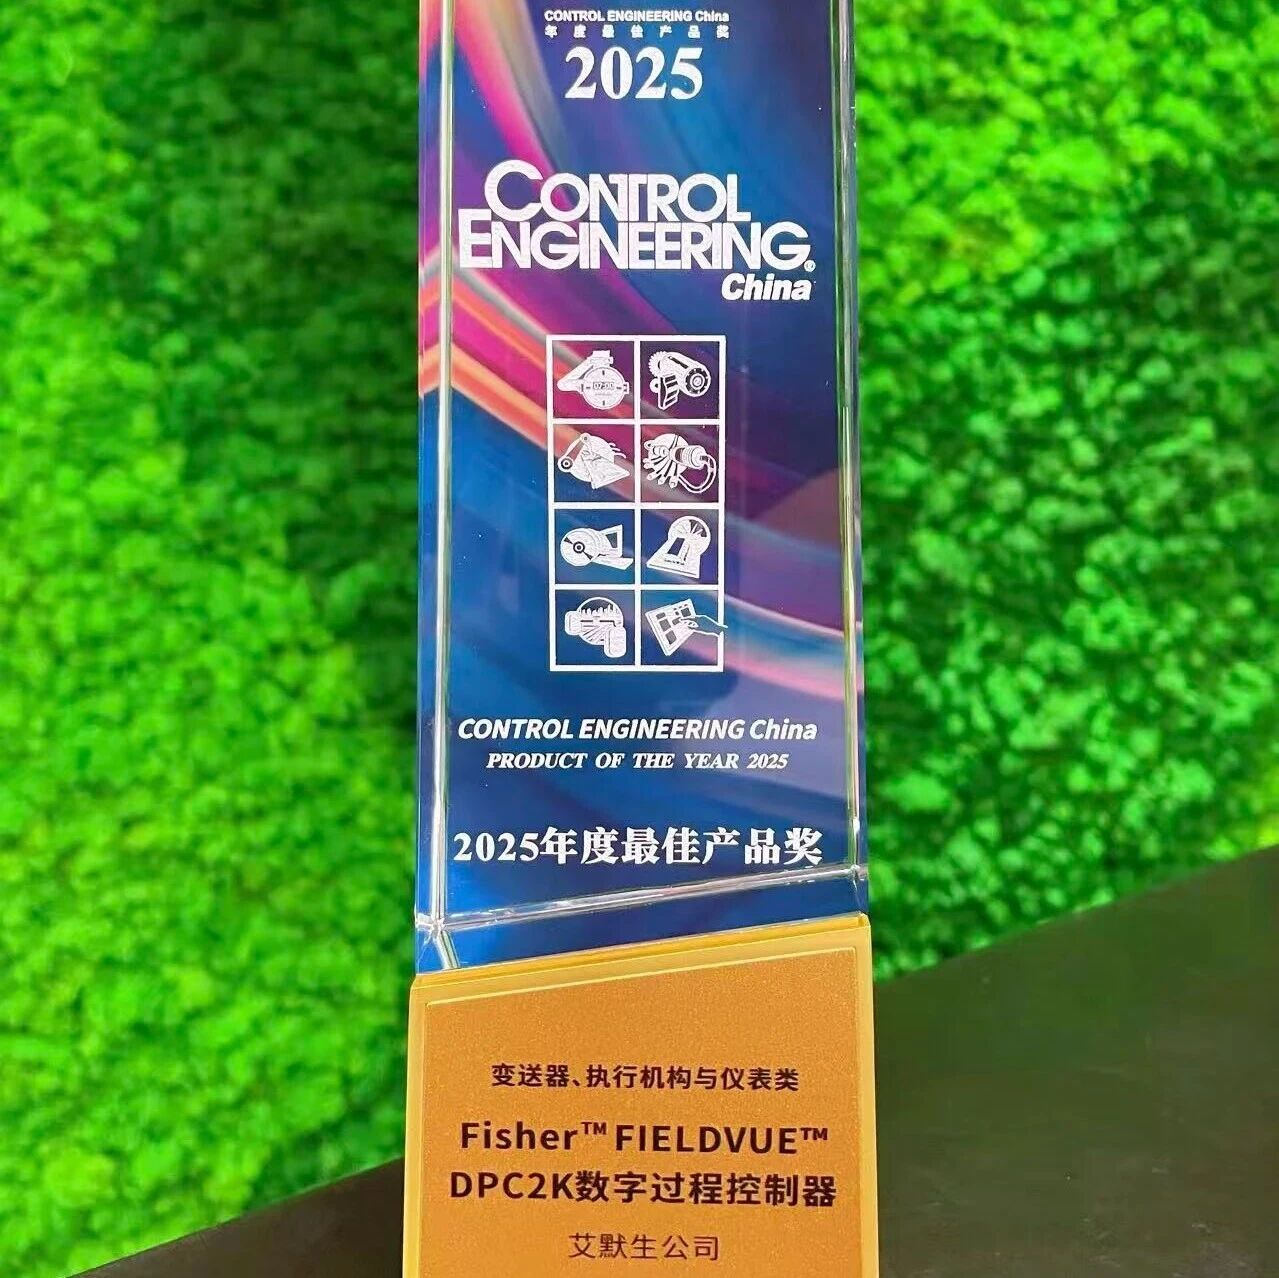 CONTROL ENGINEERING China
年度最佳产品奖
2025
CONTROL
ENGINEERING®
China
07:00
CONTROL ENGINEERING China
PRODUCT OF THE YEAR 2025
2025年度最佳产品奖
变送器、执行机构与仪表类
Fisher™ FIELDVUE™
DPC2K数字过程控制器
艾默生公司